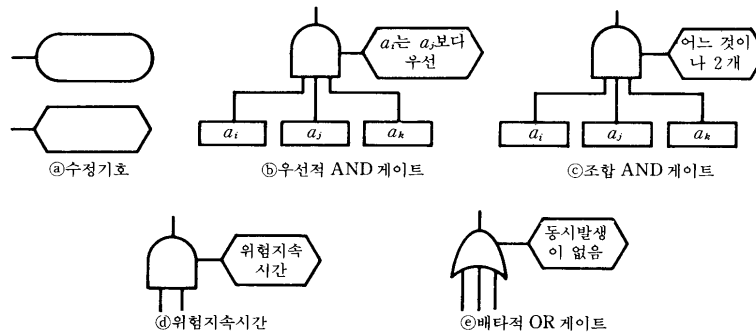 aᵢ는 aⱼ보다
우선
어느 것이
나 2개
aᵢ
aⱼ
aₖ
aᵢ
aⱼ
aₖ
ⓐ수정기호
ⓑ우선적 AND 게이트
ⓒ조합 AND 게이트
위험지속
시간
동시발생
이 없음
ⓓ위험지속시간
ⓔ배타적 OR 게이트